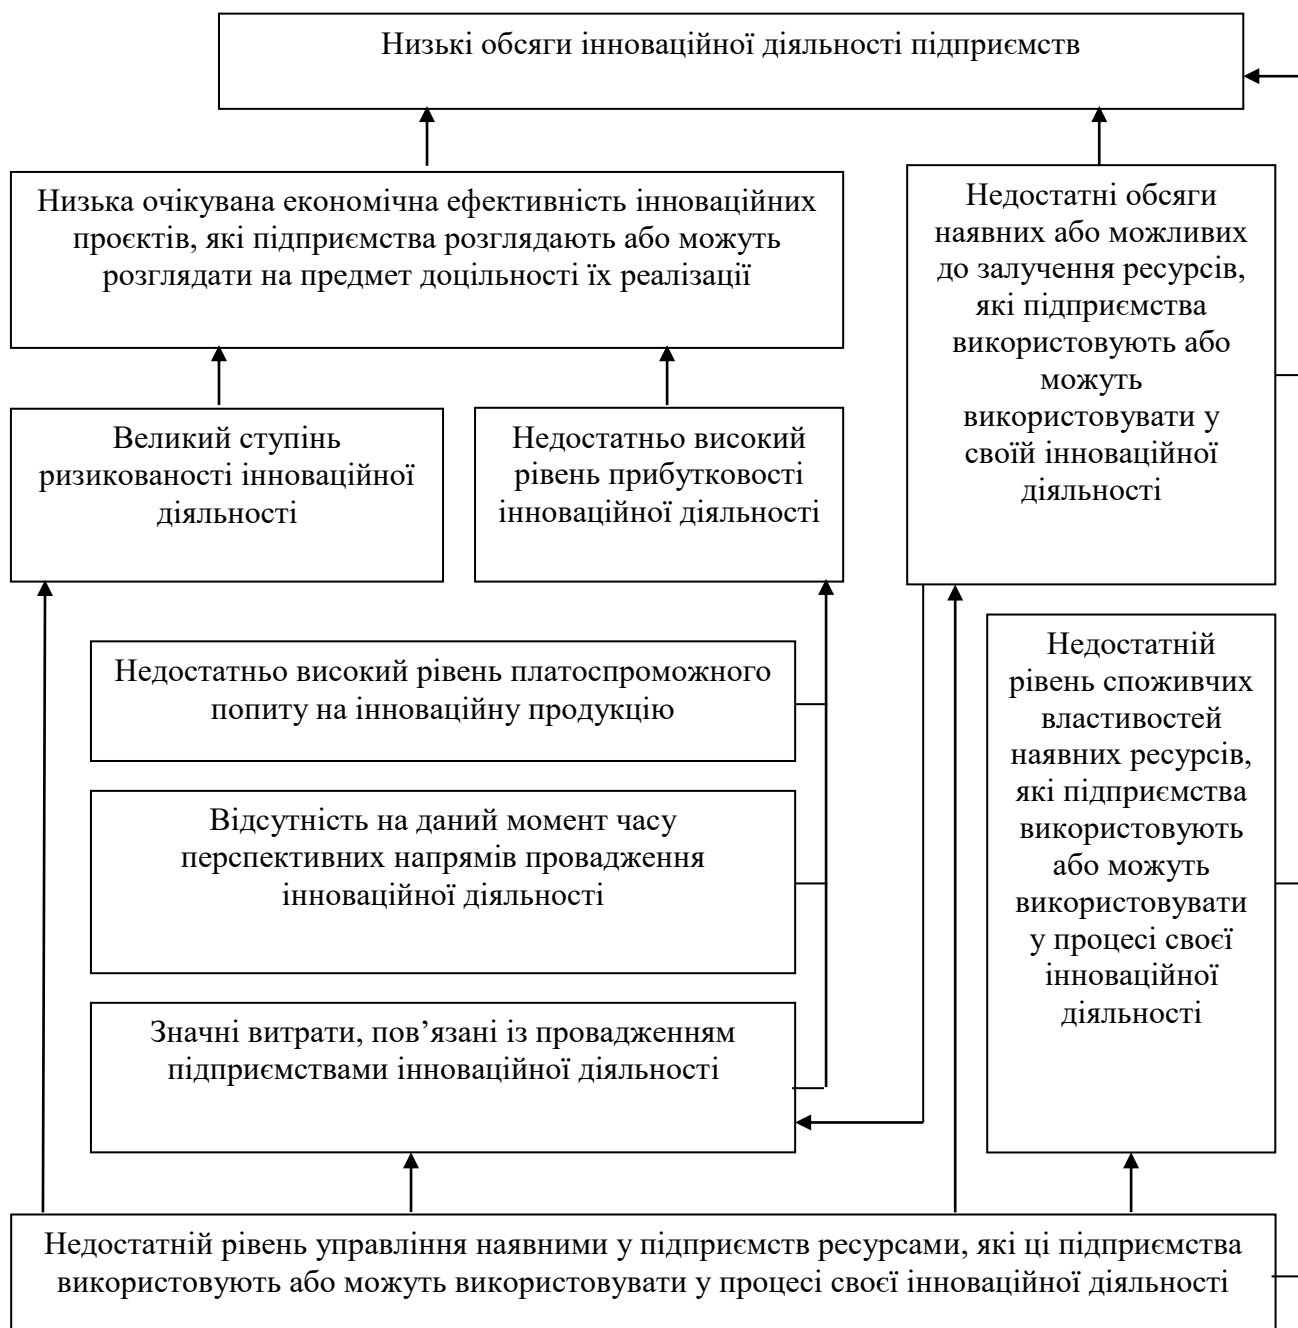 Низькі обсяги інноваційної діяльності підприємств
Низька очікувана економічна ефективність інноваційних
проєктів, які підприємства розглядають або можуть
розглядати на предмет доцільності їх реалізації
Недостатні обсяги
наявних або можливих
до залучення ресурсів,
які підприємства
використовують або
можуть
використовувати у
своїй інноваційної
діяльності
Великий ступінь
ризикованості інноваційної
діяльності
Недостатньо високий
рівень прибутковості
інноваційної діяльності
Недостатньо високий рівень платоспроможного
попиту на інноваційну продукцію
Відсутність на даний момент часу
перспективних напрямів провадження
інноваційної діяльності
Значні витрати, пов’язані із провадженням
підприємствами інноваційної діяльності
Недостатній
рівень споживчих
властивостей
наявних ресурсів,
які підприємства
використовують
або можуть
використовувати
у процесі своєї
інноваційної
діяльності
Недостатній рівень управління наявними у підприємств ресурсами, які ці підприємства
використовують або можуть використовувати у процесі своєї інноваційної діяльності